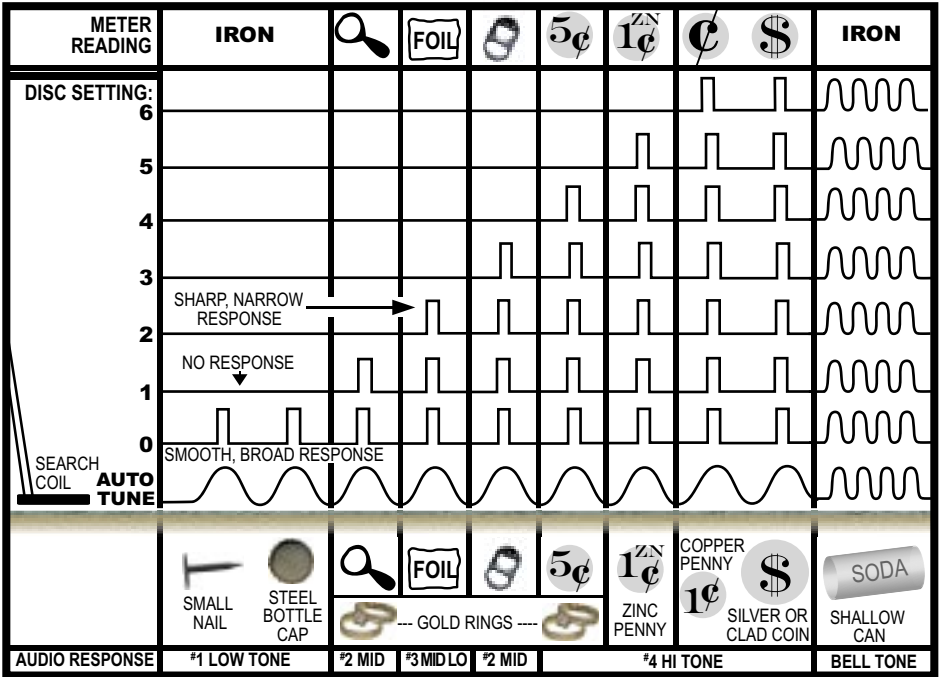 METER READING
IRON
FOIL
5¢
ZN
1¢
¢
$
IRON
DISC SETTING:
6
5
4
3
SHARP, NARROW
RESPONSE
2
NO RESPONSE
1
0
SMOOTH, BROAD RESPONSE
SEARCH
COIL
AUTO
TUNE
SMALL
NAIL
STEEL
BOTTLE
CAP
FOIL
--- GOLD RINGS ----
5¢
ZN
1¢
ZINC
PENNY
COPPER
PENNY
1¢
$
SILVER OR
CLAD COIN
SODA
SHALLOW
CAN
AUDIO RESPONSE
#1 LOW TONE
#2 MID
#3 MID LO
#2 MID
#4 HI TONE
BELL TONE